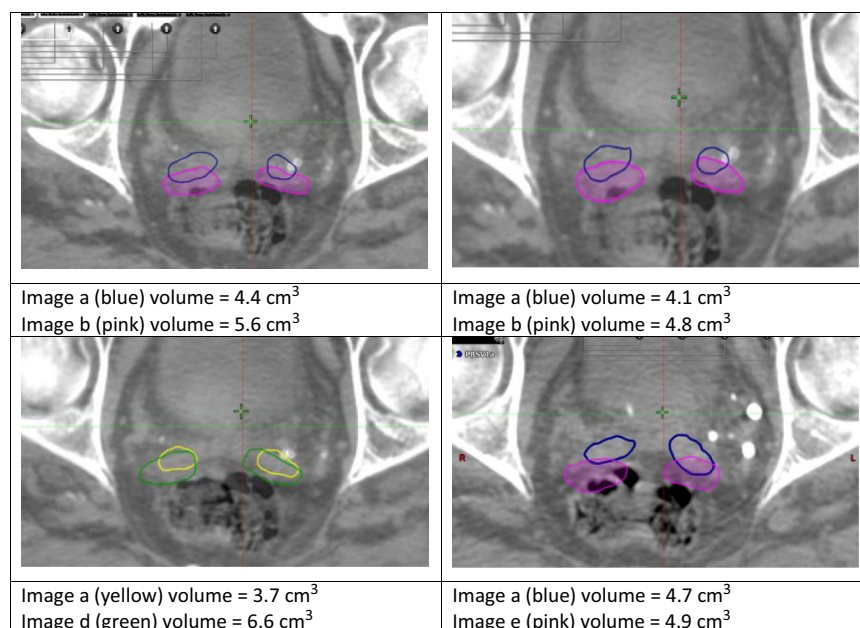 PBSV1a
R
L
Image a (blue) volume = 4.4 cm³
Image b (pink) volume = 5.6 cm³
Image a (blue) volume = 4.1 cm³
Image b (pink) volume = 4.8 cm³
Image a (yellow) volume = 3.7 cm³
Image d (green) volume = 6.6 cm³
Image a (blue) volume = 4.7 cm³
Image e (pink) volume = 4.9 cm³